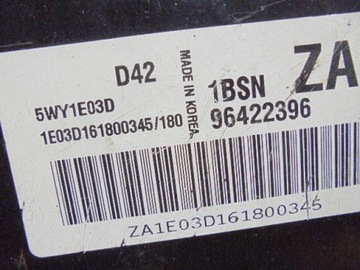 D42
5WY1E03D
1E03D161800345/180
MADE IN KOREA
ZA
1BSN
96422396
ZA1E03D161800345